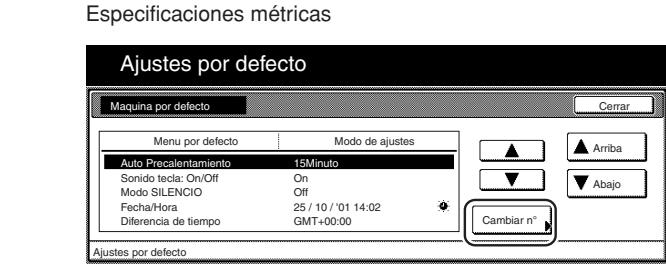 Especificaciones métricas
Ajustes por defecto
Maquina por defecto
Cerrar
Menu por defecto Modo de ajustes
Auto Precalentamiento 15Minuto
Sonido tecla: On/Off On
Modo SILENCIO Off
Fecha/Hora 25 / 10 / '01 14:02
Diferencia de tiempo GMT+00:00
Arriba
Abajo
Cambiar n°
Ajustes por defecto